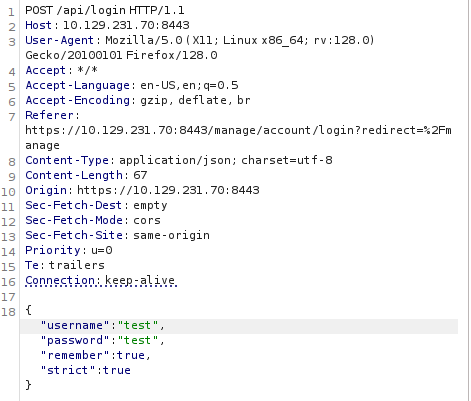 1 POST /api/login HTTP/1.1
2 Host: 10.129.231.70:8443
3 User-Agent: Mozilla/5.0 (X11; Linux x86_64; rv:128.0)
Gecko/20100101 Firefox/128.0
4 Accept: */*
5 Accept-Language: en-US,en;q=0.5
6 Accept-Encoding: gzip, deflate, br
7 Referer:
https://10.129.231.70:8443/manage/account/login?redirect=%2Fm
anage
8 Content-Type: application/json; charset=utf-8
9 Content-Length: 67
10 Origin: https://10.129.231.70:8443
11 Sec-Fetch-Dest: empty
12 Sec-Fetch-Mode: cors
13 Sec-Fetch-Site: same-origin
14 Priority: u=0
15 Te: trailers
16 Connection: keep-alive
17
18 {
"username":"test",
"password":"test",
"remember":true,
"strict":true
}